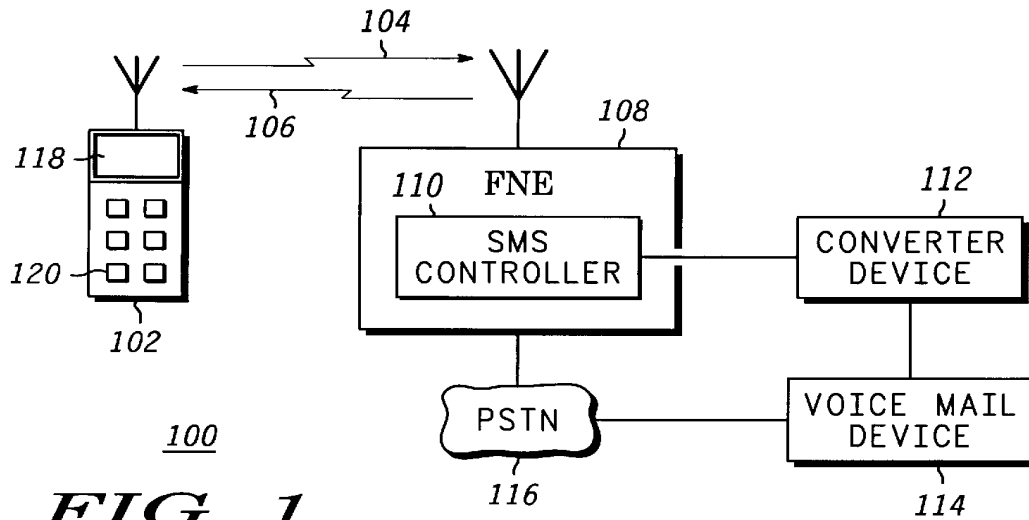 104
106
108
118
FNE
110
112
SMS
CONTROLLER
CONVERTER
DEVICE
120
102
PSTN
VOICE MAIL
DEVICE
100
116
114
FIG. 1